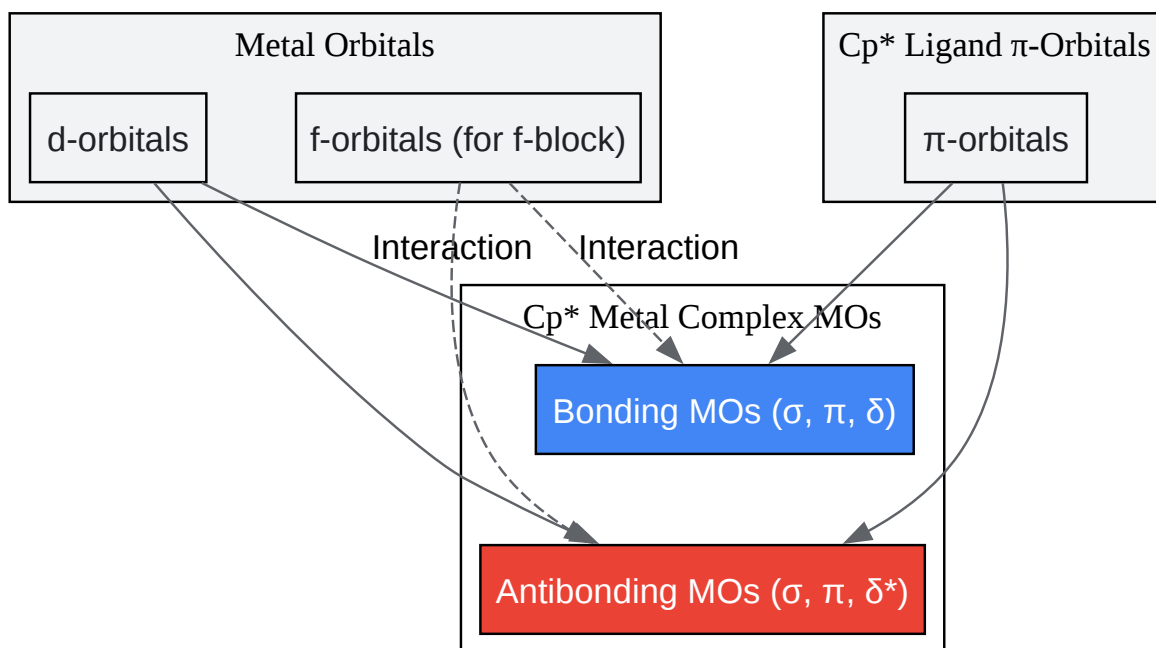 Metal Orbitals
Cp* Ligand π-Orbitals
d-orbitals
f-orbitals (for f-block)
π-orbitals
Interaction
Interaction
Cp* Metal Complex MOs
Bonding MOs (σ, π, δ)
Antibonding MOs (σ, π, δ*)